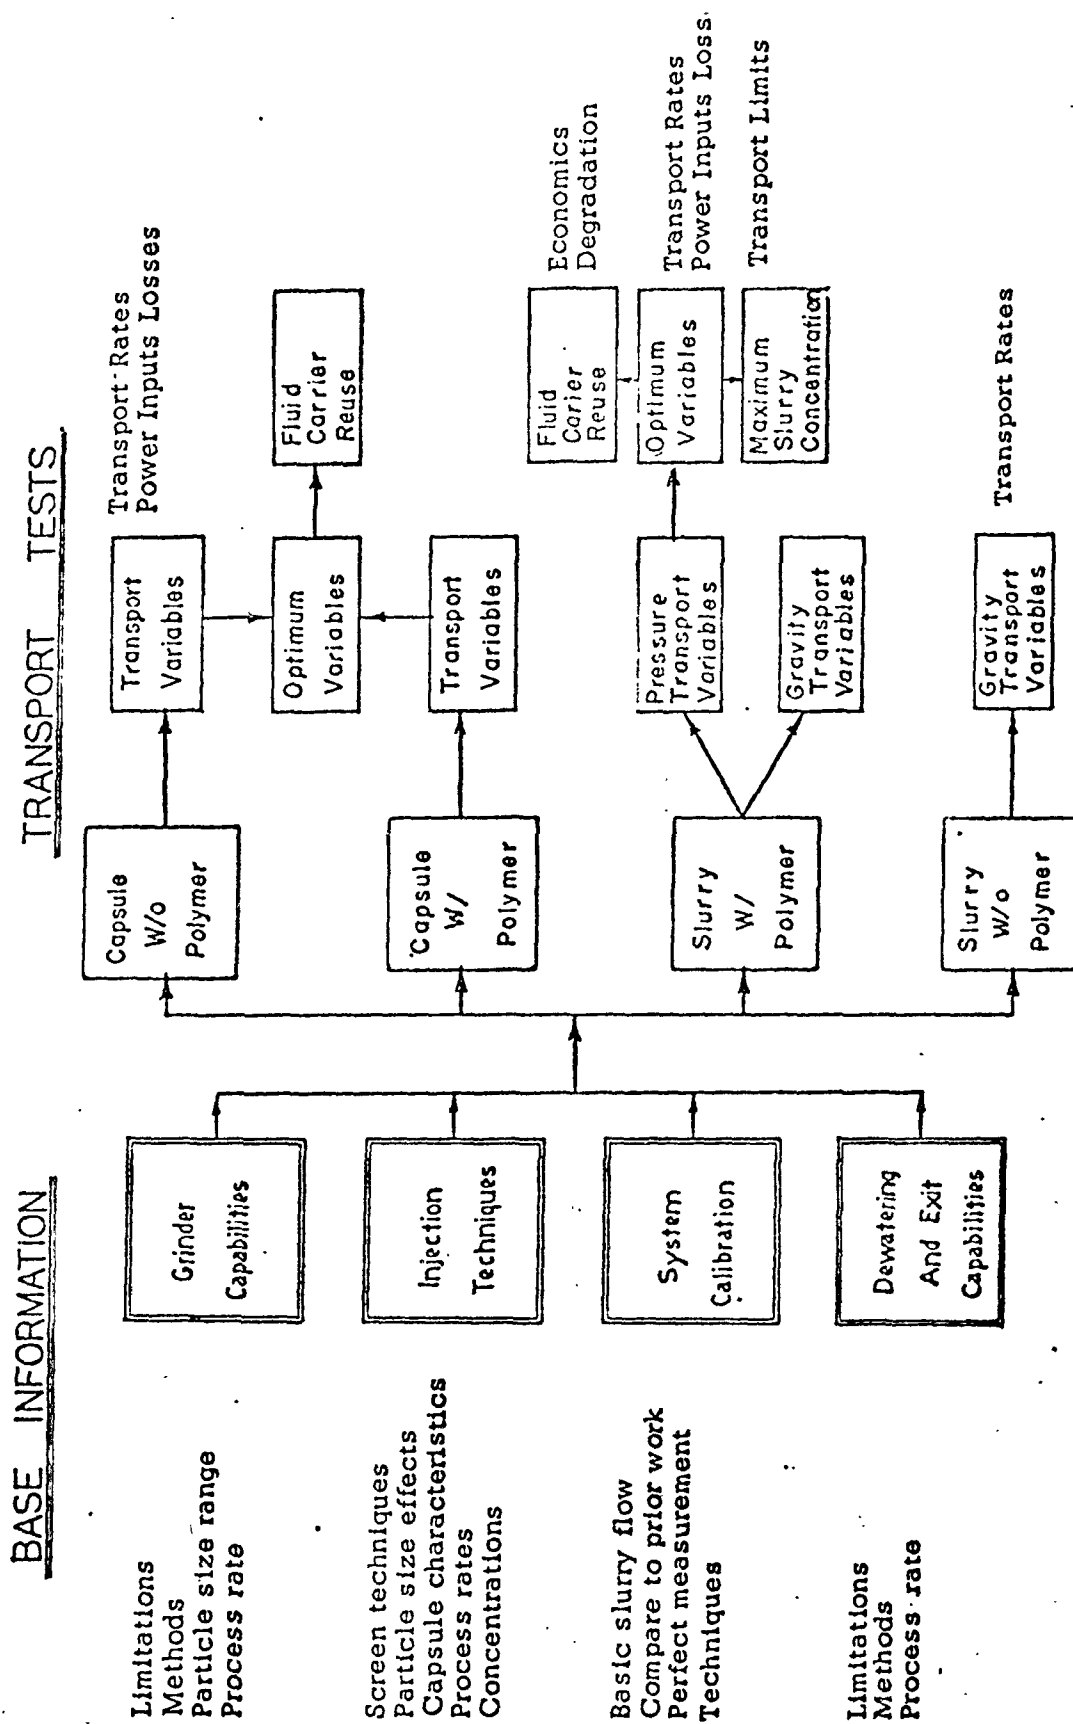 BASE INFORMATION
Limitations
Methods
Particle size range
Process rate
Grinder
Capabilities
Screen techniques
Particle size effects
Capsule characteristics
Process rates
Concentrations
Injection
Techniques
Basic slurry flow
Compare to prior work
Perfect measurement
Techniques
System
Calibration
Limitations
Methods
Process rate
Dewatering
And Exit
Capabilities
TRANSPORT TESTS
Capsule
W/o
Polymer
Transport
Variables
Transport Rates
Power Inputs Losses
Optimum
Variables
Fluid
Carrier
Reuse
Capsule
W/
Polymer
Transport
Variables
Slurry
W/
Polymer
Pressure
Transport
Variables
Gravity
Transport
Variables
Fluid
Carier
Reuse
Economics
Degradation
Optimum
Variables
Transport Rates
Power Inputs Loss
Maximum
Slurry
Concentration
Transport Limits
Slurry
W/o
Polymer
Gravity
Transport
Variables
Transport Rates